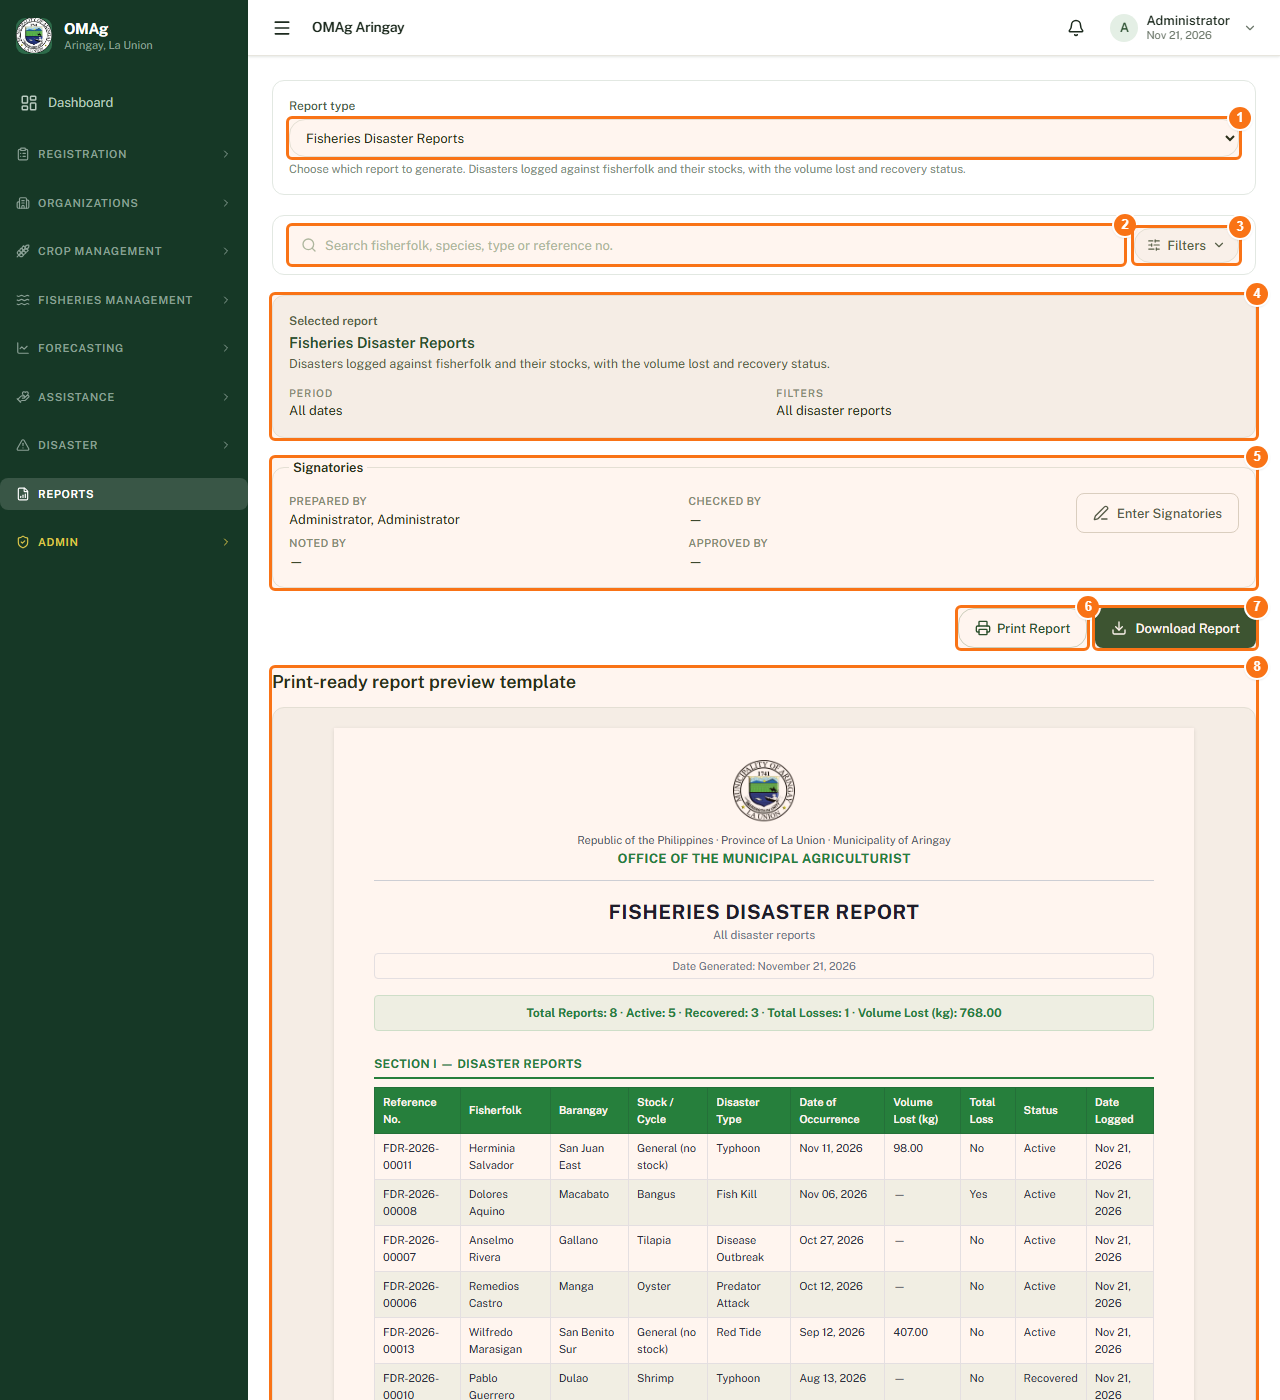 OMAg
Aringay, La Union
Dashboard
REGISTRATION
ORGANIZATIONS
CROP MANAGEMENT
FISHERIES MANAGEMENT
FORECASTING
ASSISTANCE
DISASTER
REPORTS
ADMIN
OMAg Aringay
A
Administrator
Nov 21, 2026
Report type
1
Fisheries Disaster Reports
Choose which report to generate. Disasters logged against fisherfolk and their stocks, with the volume lost and recovery status.
2
3
Search fisherfolk, species, type or reference no.
Filters
4
Selected report
Fisheries Disaster Reports
Disasters logged against fisherfolk and their stocks, with the volume lost and recovery status.
PERIOD
All dates
FILTERS
All disaster reports
5
Signatories
PREPARED BY
Administrator, Administrator
CHECKED BY
—
Enter Signatories
NOTED BY
—
APPROVED BY
—
6
7
Print Report
Download Report
8
Print-ready report preview template
MUNICIPALITY OF ARINGAY
1741
LA UNION
Republic of the Philippines · Province of La Union · Municipality of Aringay
OFFICE OF THE MUNICIPAL AGRICULTURIST
FISHERIES DISASTER REPORT
All disaster reports
Date Generated: November 21, 2026
Total Reports: 8 · Active: 5 · Recovered: 3 · Total Losses: 1 · Volume Lost (kg): 768.00
SECTION I — DISASTER REPORTS
Reference No. Fisherfolk Barangay Stock / Cycle Disaster Type Date of Occurrence Volume Lost (kg) Total Loss Status Date Logged
FDR-2026-00011 Herminia Salvador San Juan East General (no stock) Typhoon Nov 11, 2026 98.00 No Active Nov 21, 2026
FDR-2026-00008 Dolores Aquino Macabato Bangus Fish Kill Nov 06, 2026 — Yes Active Nov 21, 2026
FDR-2026-00007 Anselmo Rivera Gallano Tilapia Disease Outbreak Oct 27, 2026 — No Active Nov 21, 2026
FDR-2026-00006 Remedios Castro Manga Oyster Predator Attack Oct 12, 2026 — No Active Nov 21, 2026
FDR-2026-00013 Wilfredo Marasigan San Benito Sur General (no stock) Red Tide Sep 12, 2026 407.00 No Active Nov 21, 2026
FDR-2026-00010 Pablo Guerrero Dulao Shrimp Typhoon Aug 13, 2026 — No Recovered Nov 21, 2026